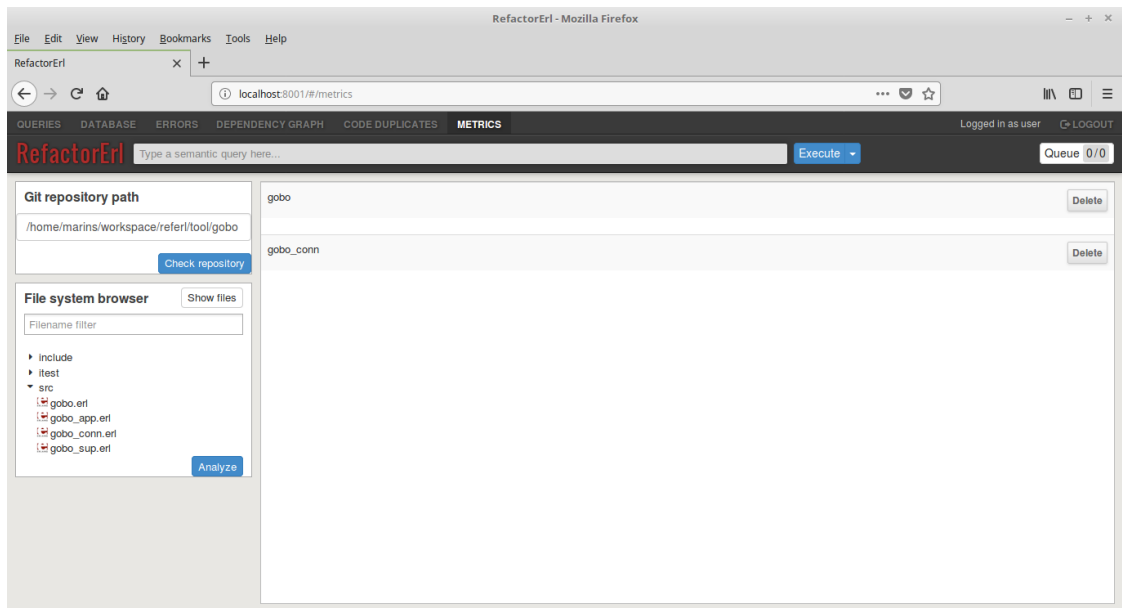 RefactorErl - Mozilla Firefox
File Edit View History Bookmarks Tools Help
RefactorErl
localhost:8001/#/metrics
QUERIES DATABASE ERRORS DEPENDENCY GRAPH CODE DUPLICATES METRICS Logged in as user LOGOUT
RefactorErl Type a semantic query here... Execute Queue 0/0
Git repository path
/home/marins/workspace/referl/tool/gobo
Check repository
File system browser Show files
Filename filter
include
itest
src
gobo.erl
gobo_app.erl
gobo_conn.erl
gobo_sup.erl
Analyze
gobo Delete
gobo_conn Delete